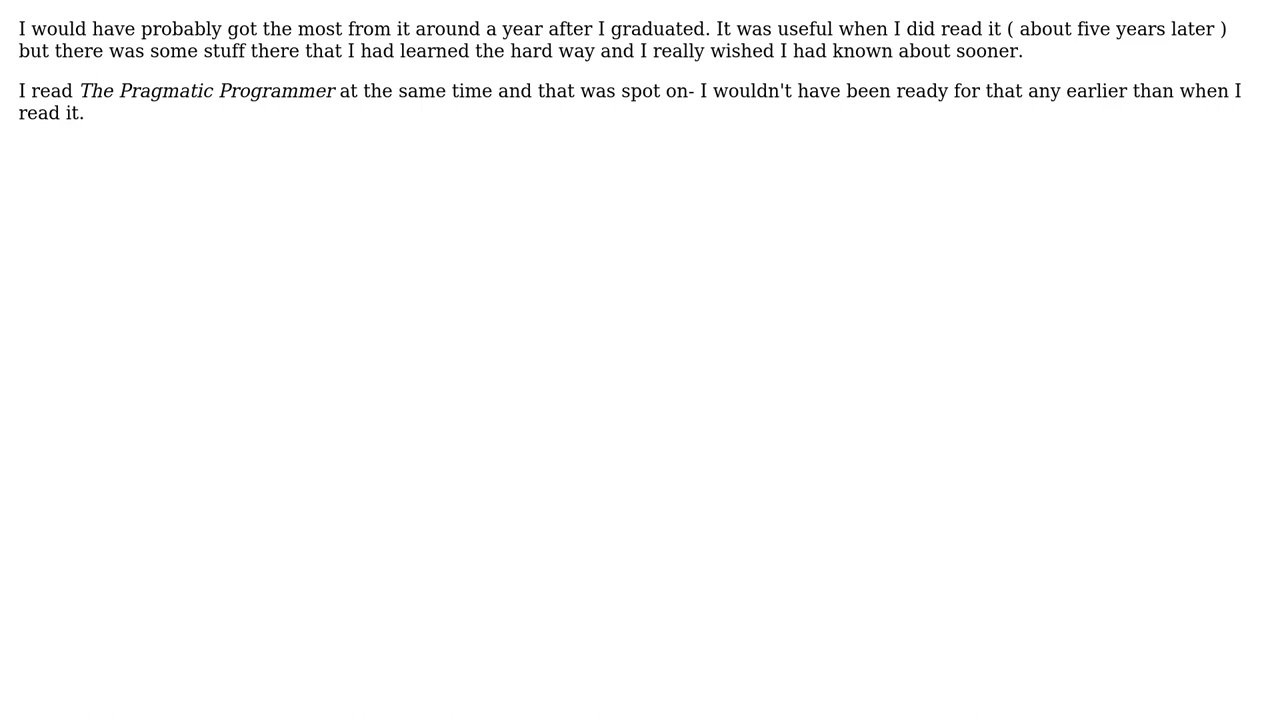 I would have probably got the most from it around a year after I graduated. It was useful when I did read it ( about five years later )
but there was some stuff there that I had learned the hard way and I really wished I had known about sooner.
I read The Pragmatic Programmer at the same time and that was spot on- I wouldn't have been ready for that any earlier than when I
read it.